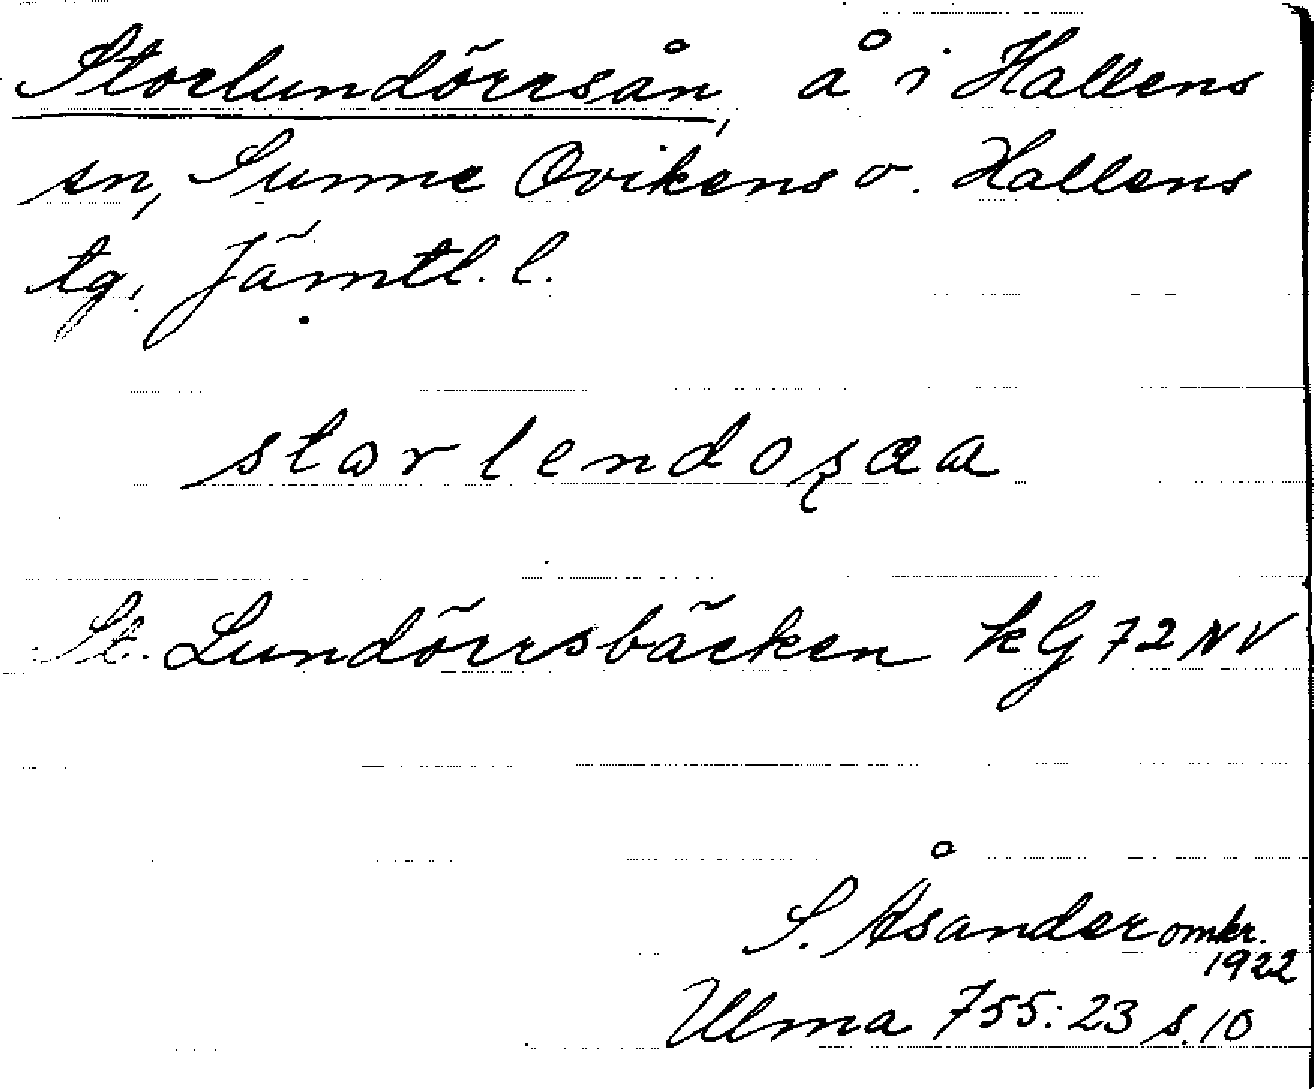 Storlundörrsån, å i Hallens
sn, Sunne Ovikens o. Hallens
tg, Jämtl. l.
St. Lundörrsbäcken kG 72 NV
S. Åsander omkr.
1922
Ulma 755:23 s. 10